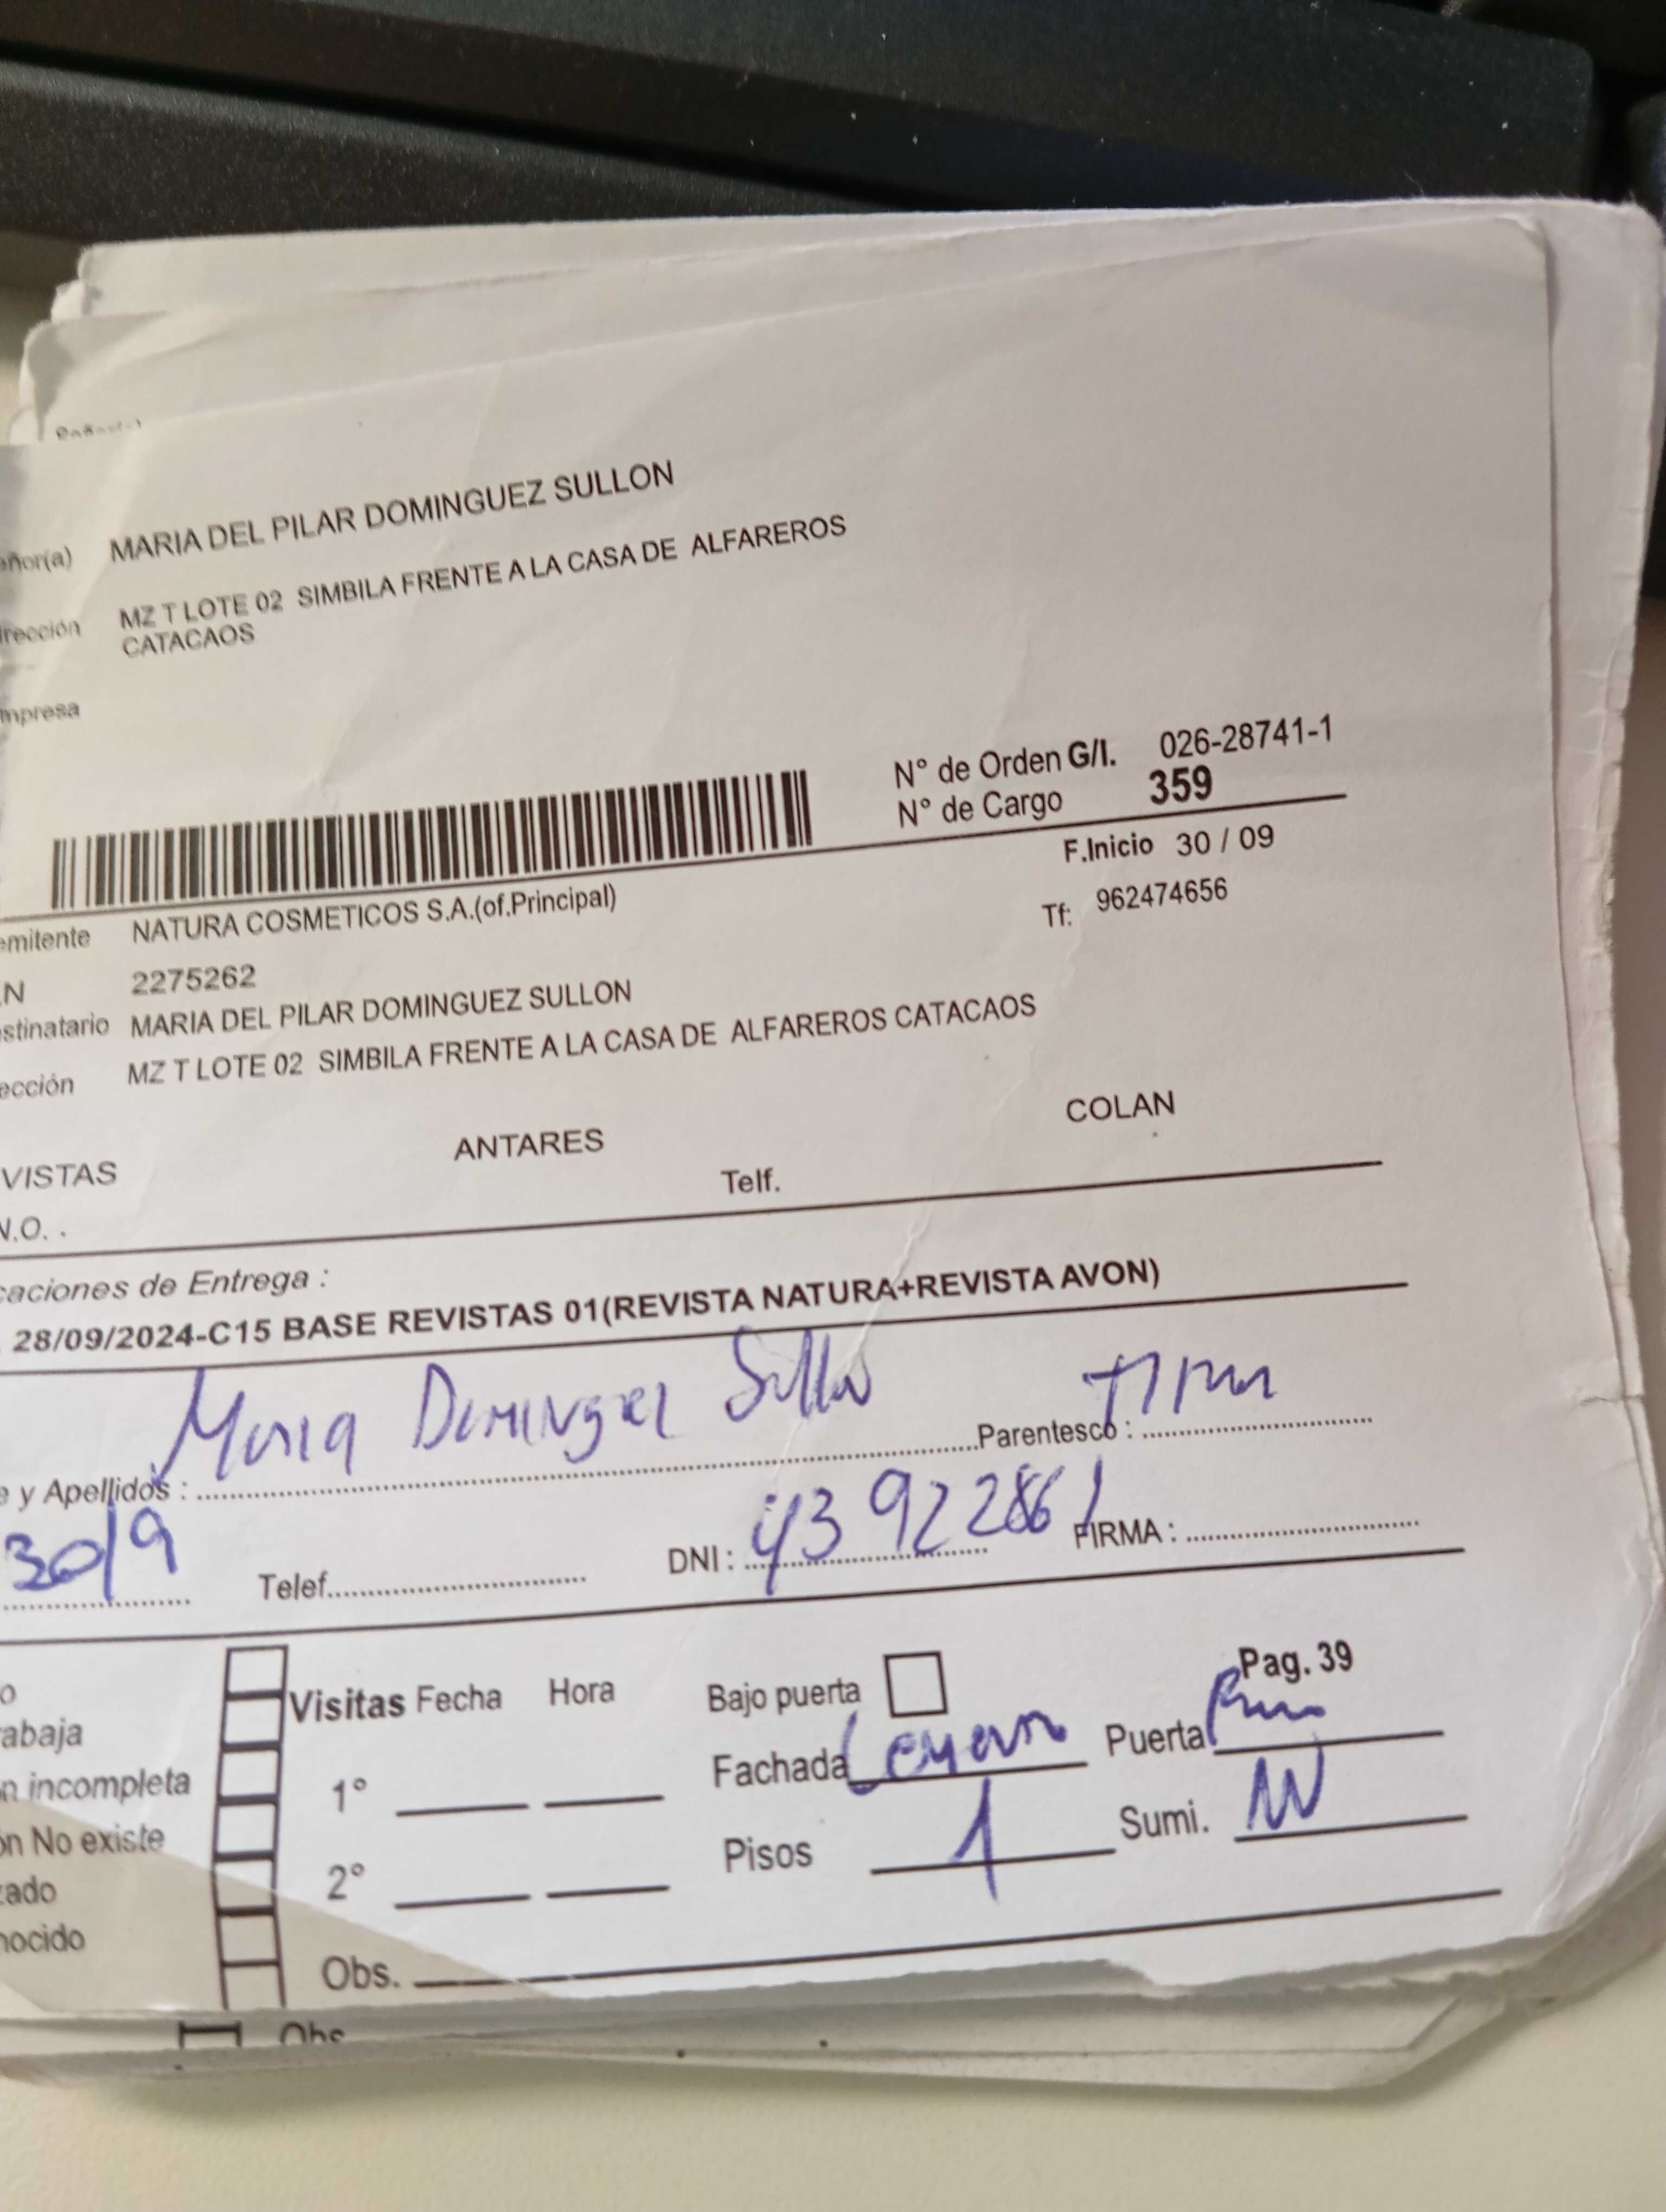 Señor(a)
eñor(a) MARIA DEL PILAR DOMINGUEZ SULLON
irección MZ T LOTE 02 SIMBILA FRENTE A LA CASA DE ALFAREROS
CATACAOS
mpresa
N° de Orden G/I. 026-28741-1
N° de Cargo 359
F.Inicio 30 / 09
emitente NATURA COSMETICOS S.A.(of.Principal) Tf: 962474656
N 2275262
estinatario MARIA DEL PILAR DOMINGUEZ SULLON
ección MZ T LOTE 02 SIMBILA FRENTE A LA CASA DE ALFAREROS CATACAOS
VISTAS ANTARES COLAN
N.O. . Telf.
caciones de Entrega :
28/09/2024-C15 BASE REVISTAS 01(REVISTA NATURA+REVISTA AVON)
e y Apellidos : Maria Dominguez Sullon Parentesco :
30/9 Telef. DNI : 43922861 FIRMA :
Pag. 39
o Visitas Fecha Hora Bajo puerta
abaja Fachada Puerta
n incompleta 1°
ón No existe Pisos 1 Sumi.
zado 2°
nocido
Obs.
Obs